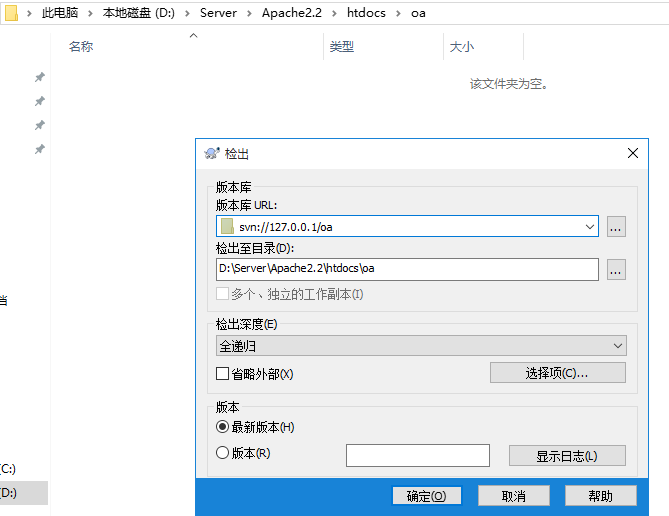 此电脑 > 本地磁盘 (D:) > Server > Apache2.2 > htdocs > oa
名称 类型 大小
该文件夹为空。
检出
版本库
版本库 URL:
svn://127.0.0.1/oa
...
检出至目录(D):
D:\Server\Apache2.2\htdocs\oa
...
多个、独立的工作副本(I)
当
检出深度(E)
全递归
省略外部(X)
选择项(C)...
版本
最新版本(H)
版本(R)
显示日志(L)
(C:)
(D:)
确定(O) 取消 帮助